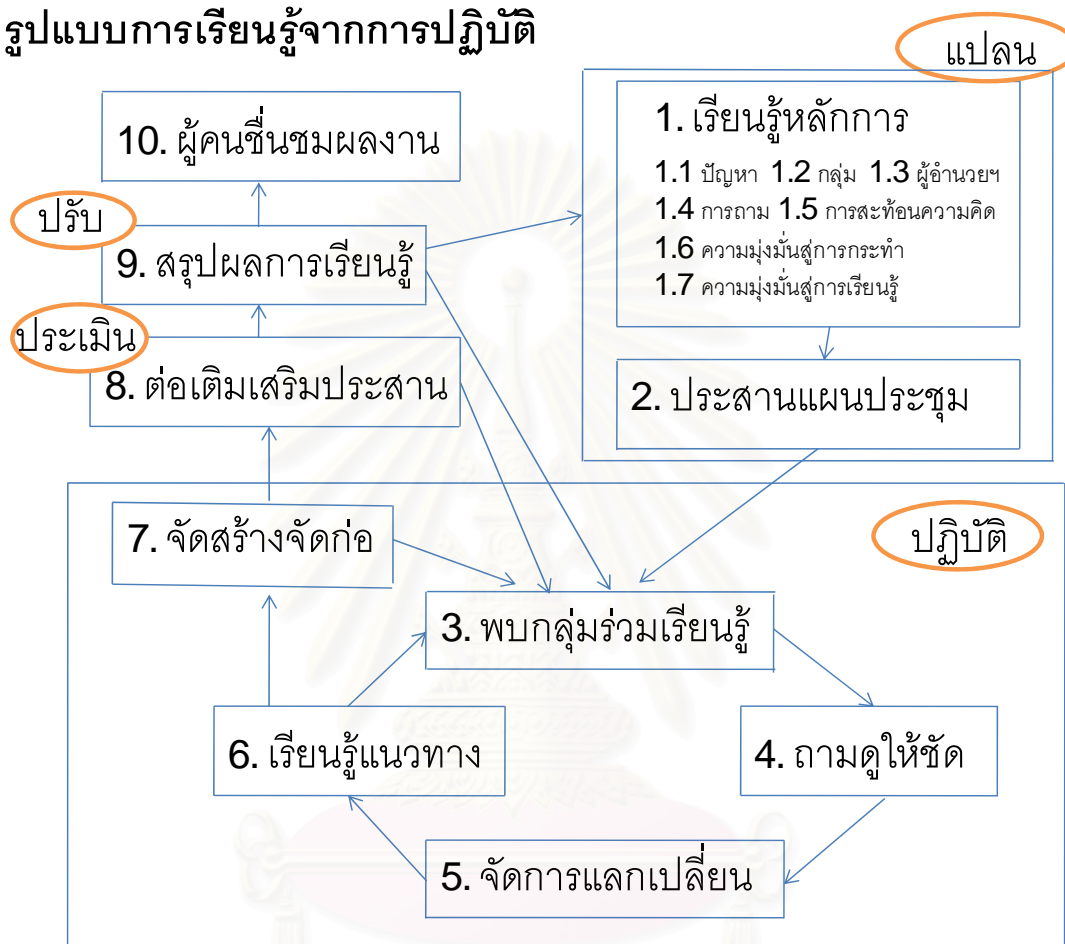 รูปแบบการเรียนรู้จากการปฏิบัติ
แปลน
1. เรียนรู้หลักการ
1.1 ปัญหา 1.2 กลุ่ม 1.3 ผู้อำนวยฯ
1.4 การถาม 1.5 การสะท้อนความคิด
1.6 ความมุ่งมั่นสู่การกระทำ
1.7 ความมุ่งมั่นสู่การเรียนรู้
2. ประสานแผนประชุม
10. ผู้คนชื่นชมผลงาน
ปรับ
9. สรุปผลการเรียนรู้
ประเมิน
8. ต่อเติมเสริมประสาน
7. จัดสร้างจัดก่อ
ปฏิบัติ
3. พบกลุ่มร่วมเรียนรู้
6. เรียนรู้แนวทาง
4. ถามดูให้ชัด
5. จัดการแลกเปลี่ยน